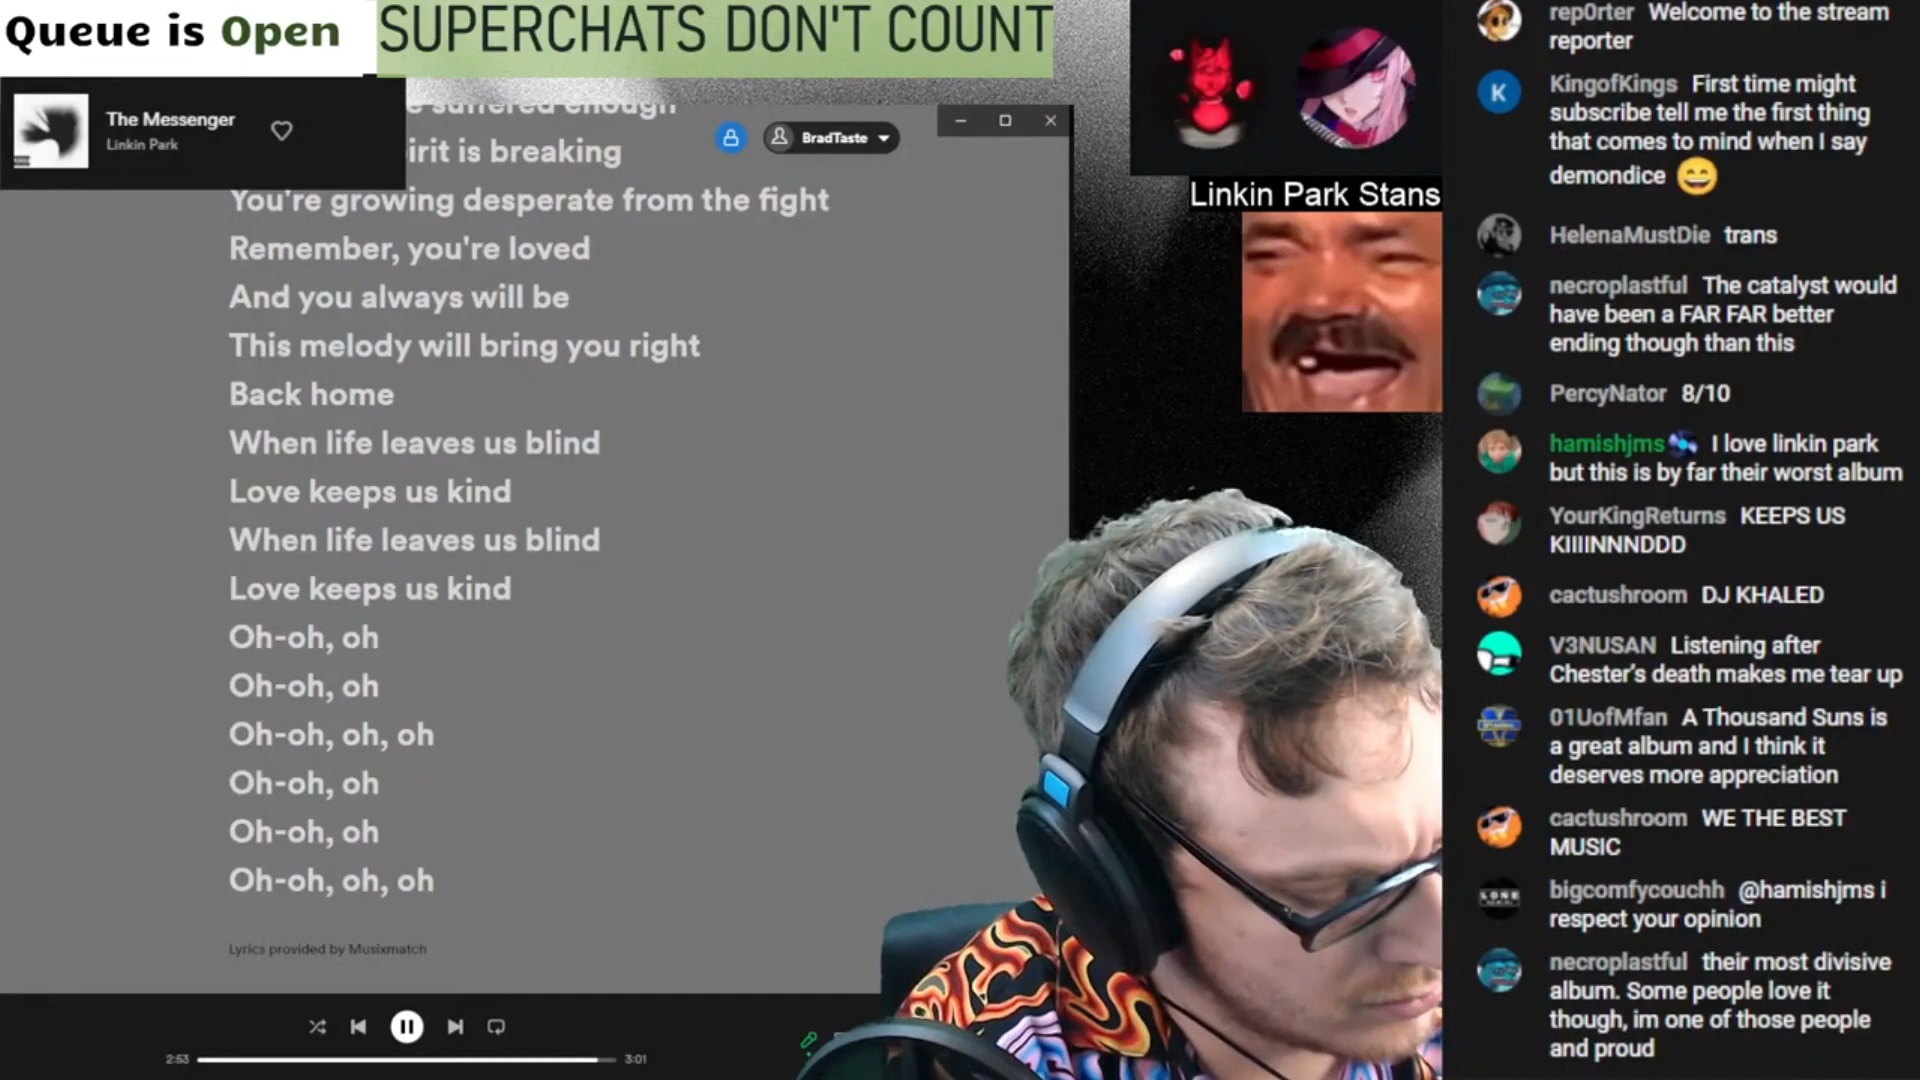 Queue is Open
SUPERCHATS DON'T COUNT
The Messenger
Linkin Park
suffered enough
irit is breaking
BradTaste
You're growing desperate from the fight
Remember, you're loved
And you always will be
This melody will bring you right
Back home
When life leaves us blind
Love keeps us kind
When life leaves us blind
Love keeps us kind
Oh-oh, oh
Oh-oh, oh
Oh-oh, oh, oh
Oh-oh, oh
Oh-oh, oh
Oh-oh, oh, oh
Lyrics provided by Musixmatch
2:53
3:01
Linkin Park Stans
rep0rter Welcome to the stream
reporter
K
KingofKings First time might
subscribe tell me the first thing
that comes to mind when I say
demondice 😄
HelenaMustDie trans
necroplastful The catalyst would
have been a FAR FAR better
ending though than this
PercyNator 8/10
hamishjms I love linkin park
but this is by far their worst album
YourKingReturns KEEPS US
KIIIINNNDDD
cactushroom DJ KHALED
V3NUSAN Listening after
Chester's death makes me tear up
01UofMfan A Thousand Suns is
a great album and I think it
deserves more appreciation
cactushroom WE THE BEST
MUSIC
bigcomfycouchh @hamishjms i
respect your opinion
necroplastful their most divisive
album. Some people love it
though, im one of those people
and proud